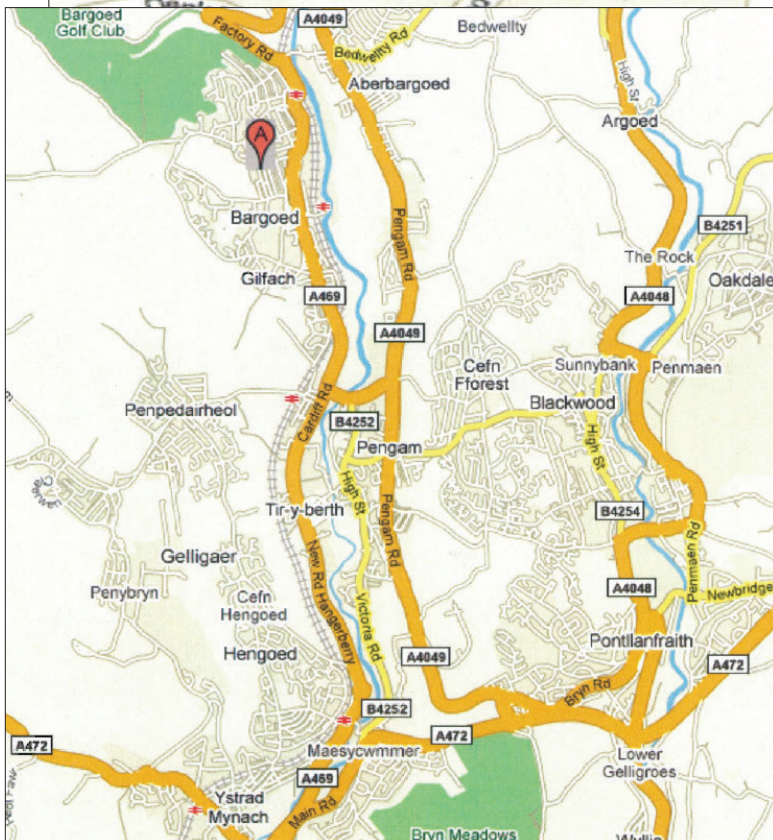 Bargoed
Golf Club
Factory Rd
A4049
Bedwellty Rd
Bedwellty
Aberbargoed
High St
Argoed
A
Bargoed
Pengam Rd
B4251
The Rock
Oakdale
Gilfach
A469
A4048
A4049
Cefn
Fforest
Sunnybank
Penmaen
Penpedairheol
Cardiff Rd
Blackwood
B4252
Pengam
High St
High St
Tir-y-berth
Pengam Rd
B4254
Gelligaer
New Rd Hangerberry
Penmaen Rd
Penybryn
Cefn
Hengoed
A4048
Newbridge
Victoria Rd
Hengoed
Pontllanfraith
A4049
A472
Bryn Rd
B4252
A472
A472
Maesycwmmer
Lower
Gelligroes
A469
Ystrad
Mynach
Main Rd
Bryn Meadows